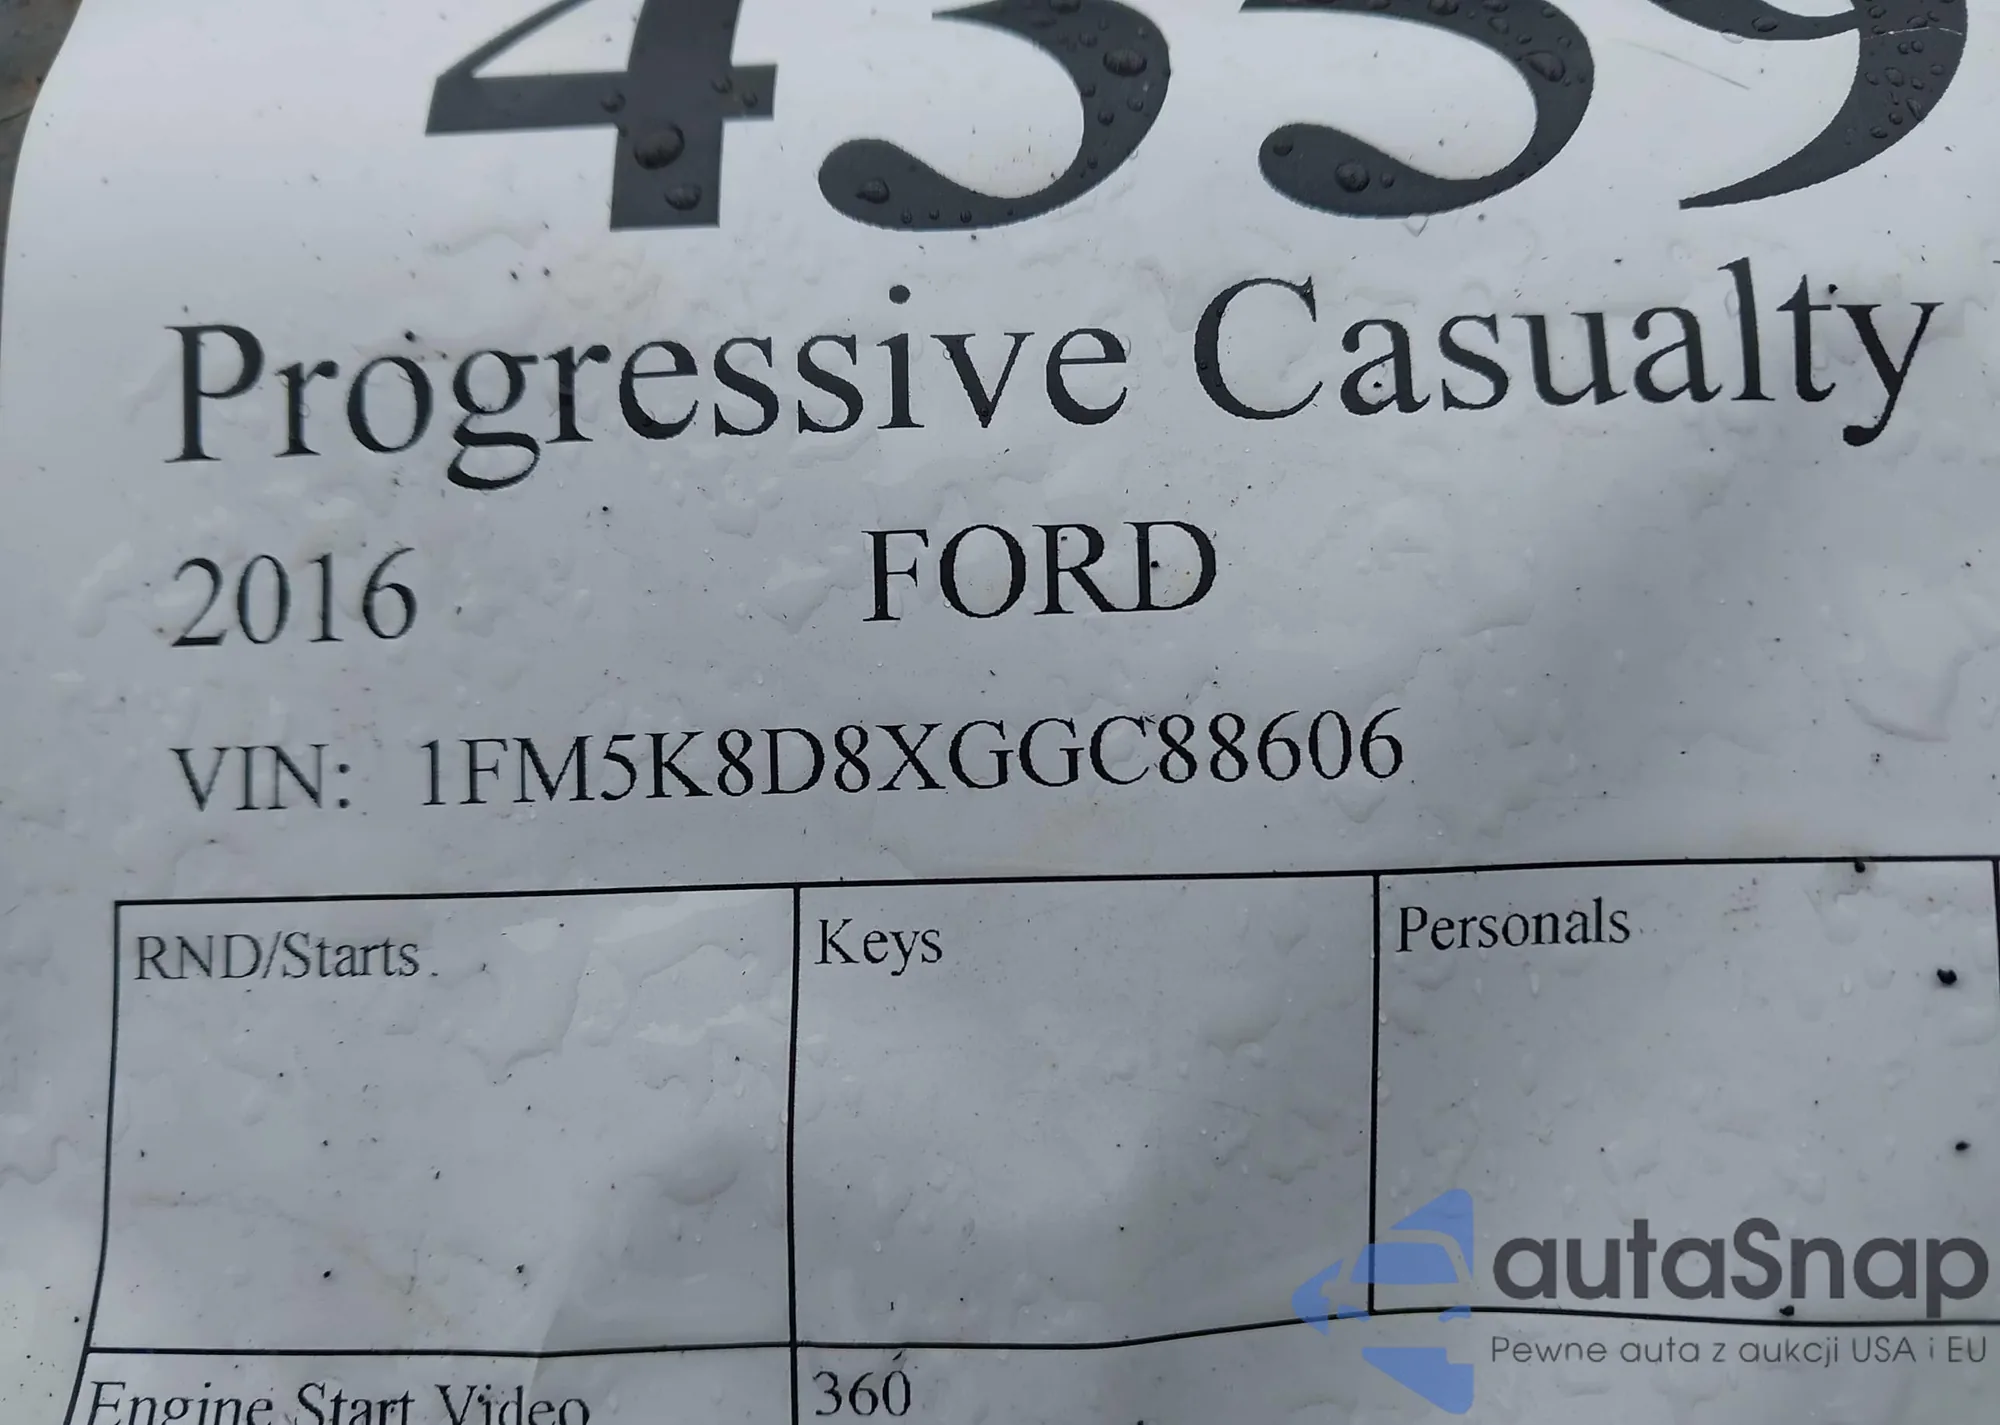 Progressive Casualty
2016 FORD
VIN: 1FM5K8D8XGGC88606
RND/Starts Keys Personals
Engine Start Video 360
autaSnap
Pewne auta z aukcji USA i EU